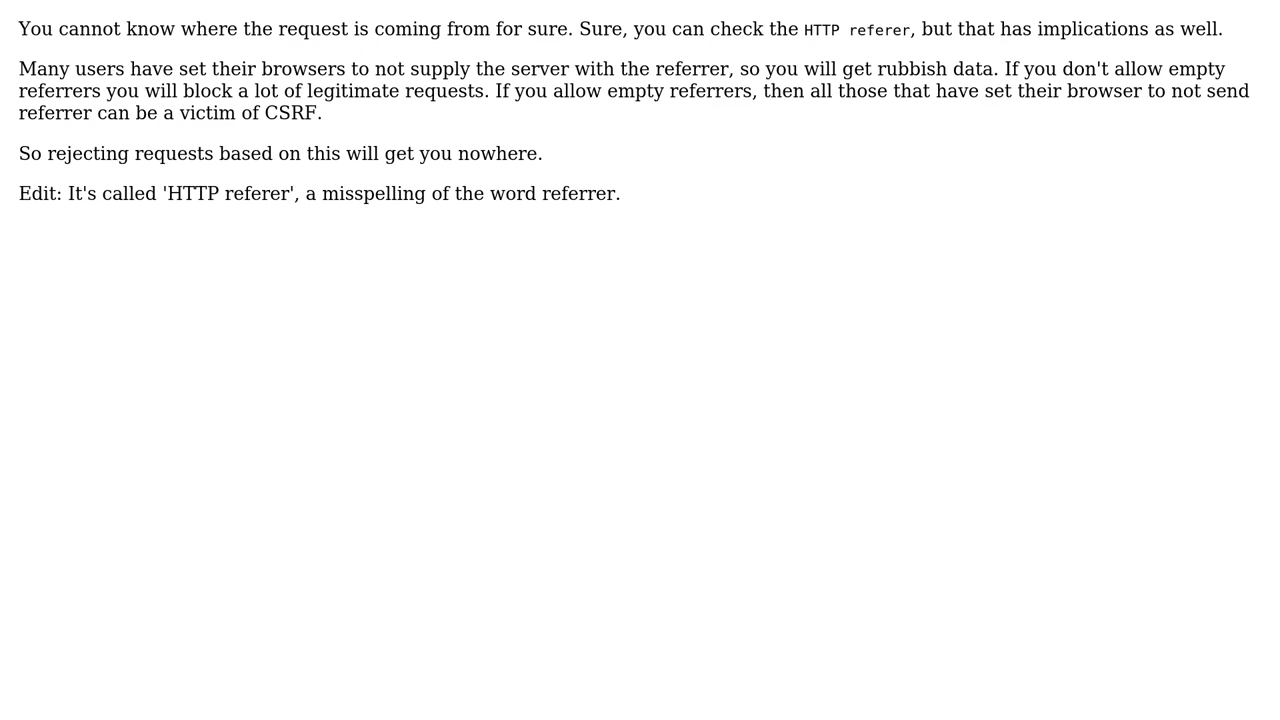 You cannot know where the request is coming from for sure. Sure, you can check the HTTP referer, but that has implications as well.
Many users have set their browsers to not supply the server with the referrer, so you will get rubbish data. If you don't allow empty
referrers you will block a lot of legitimate requests. If you allow empty referrers, then all those that have set their browser to not send
referrer can be a victim of CSRF.
So rejecting requests based on this will get you nowhere.
Edit: It's called 'HTTP referer', a misspelling of the word referrer.